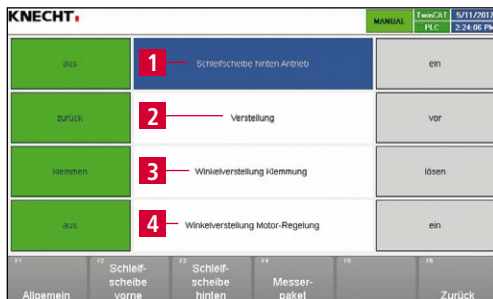 KNECHT
MANUAL
TwinCAT
PLC
5/11/2017
2:24:06 PM
aus
1
Schleifscheibe hinten Antrieb
ein
zurück
2
Verstellung
vor
klemmen
3
Winkelverstellung Klemmung
lösen
aus
4
Winkelverstellung Motor-Regelung
ein
F1
Allgemein
F2
Schleif-
scheibe
vorne
F3
Schleif-
scheibe
hinten
F4
Messer-
paket
F5
Zurück